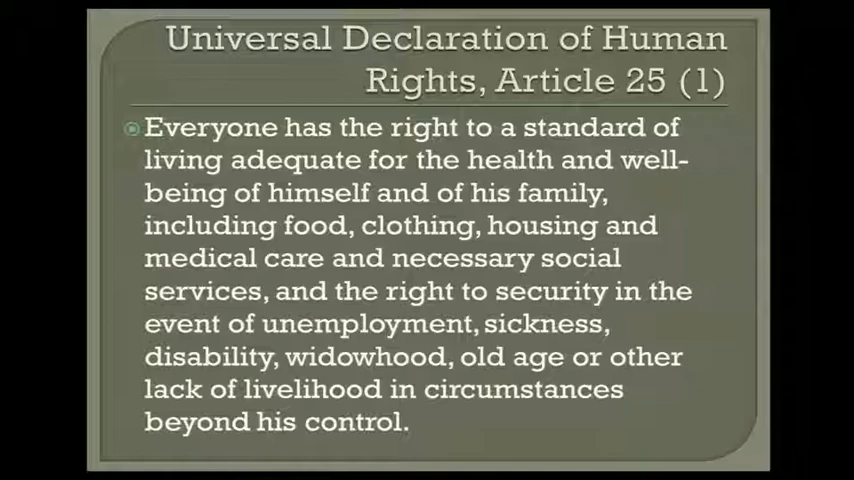 Universal Declaration of Human
Rights, Article 25 (1)
Everyone has the right to a standard of
living adequate for the health and well-
being of himself and of his family,
including food, clothing, housing and
medical care and necessary social
services, and the right to security in the
event of unemployment, sickness,
disability, widowhood, old age or other
lack of livelihood in circumstances
beyond his control.